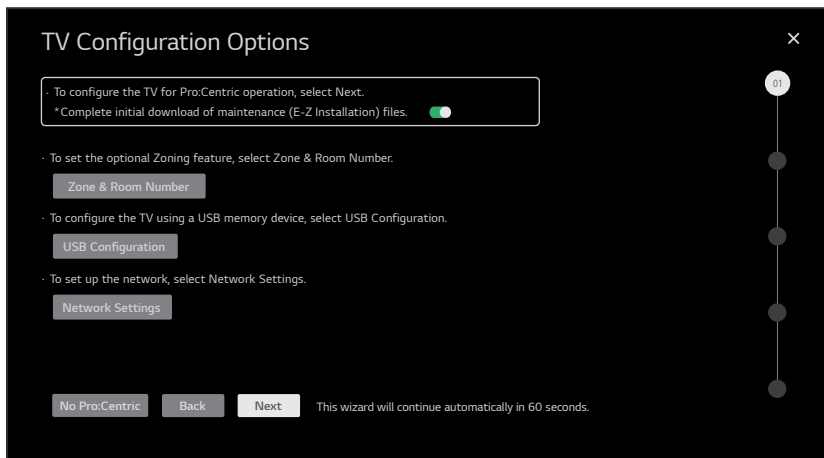 TV Configuration Options
×
01
· To configure the TV for Pro:Centric operation, select Next.
*Complete initial download of maintenance (E-Z Installation) files.
· To set the optional Zoning feature, select Zone & Room Number.
Zone & Room Number
· To configure the TV using a USB memory device, select USB Configuration.
USB Configuration
· To set up the network, select Network Settings.
Network Settings
No Pro:Centric Back Next This wizard will continue automatically in 60 seconds.